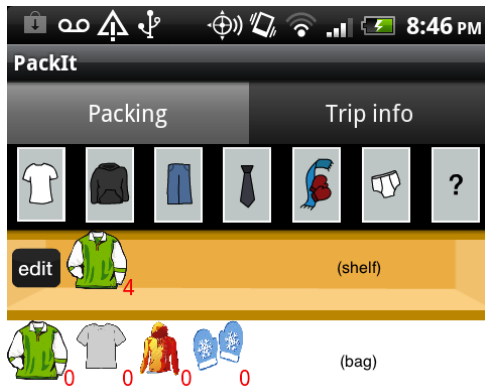 8:46 PM
PackIt
Packing Trip info
?
edit 4 (shelf)
0 0 0 0 (bag)